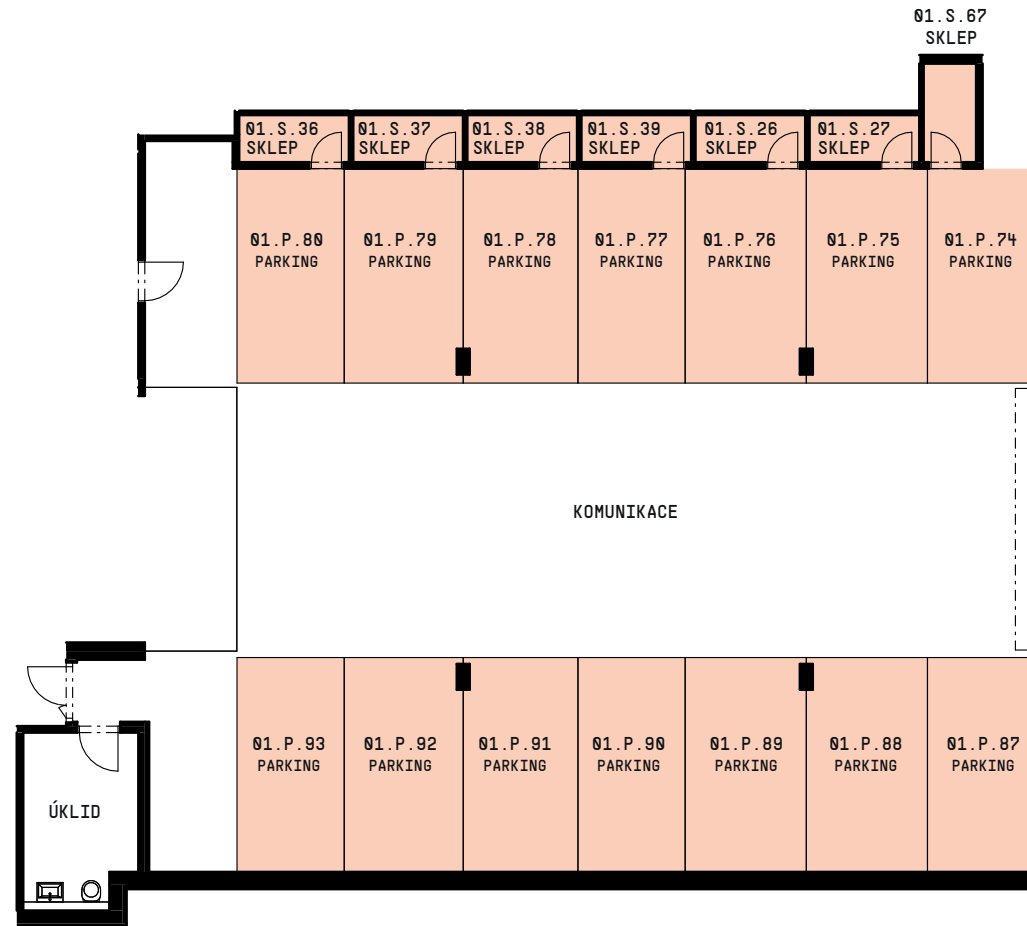 01.S.67
SKLEP
01.S.36
SKLEP
01.S.37
SKLEP
01.S.38
SKLEP
01.S.39
SKLEP
01.S.26
SKLEP
01.S.27
SKLEP
01.P.80
PARKING
01.P.79
PARKING
01.P.78
PARKING
01.P.77
PARKING
01.P.76
PARKING
01.P.75
PARKING
01.P.74
PARKING
KOMUNIKACE
01.P.93
PARKING
01.P.92
PARKING
01.P.91
PARKING
01.P.90
PARKING
01.P.89
PARKING
01.P.88
PARKING
01.P.87
PARKING
ÚKLID